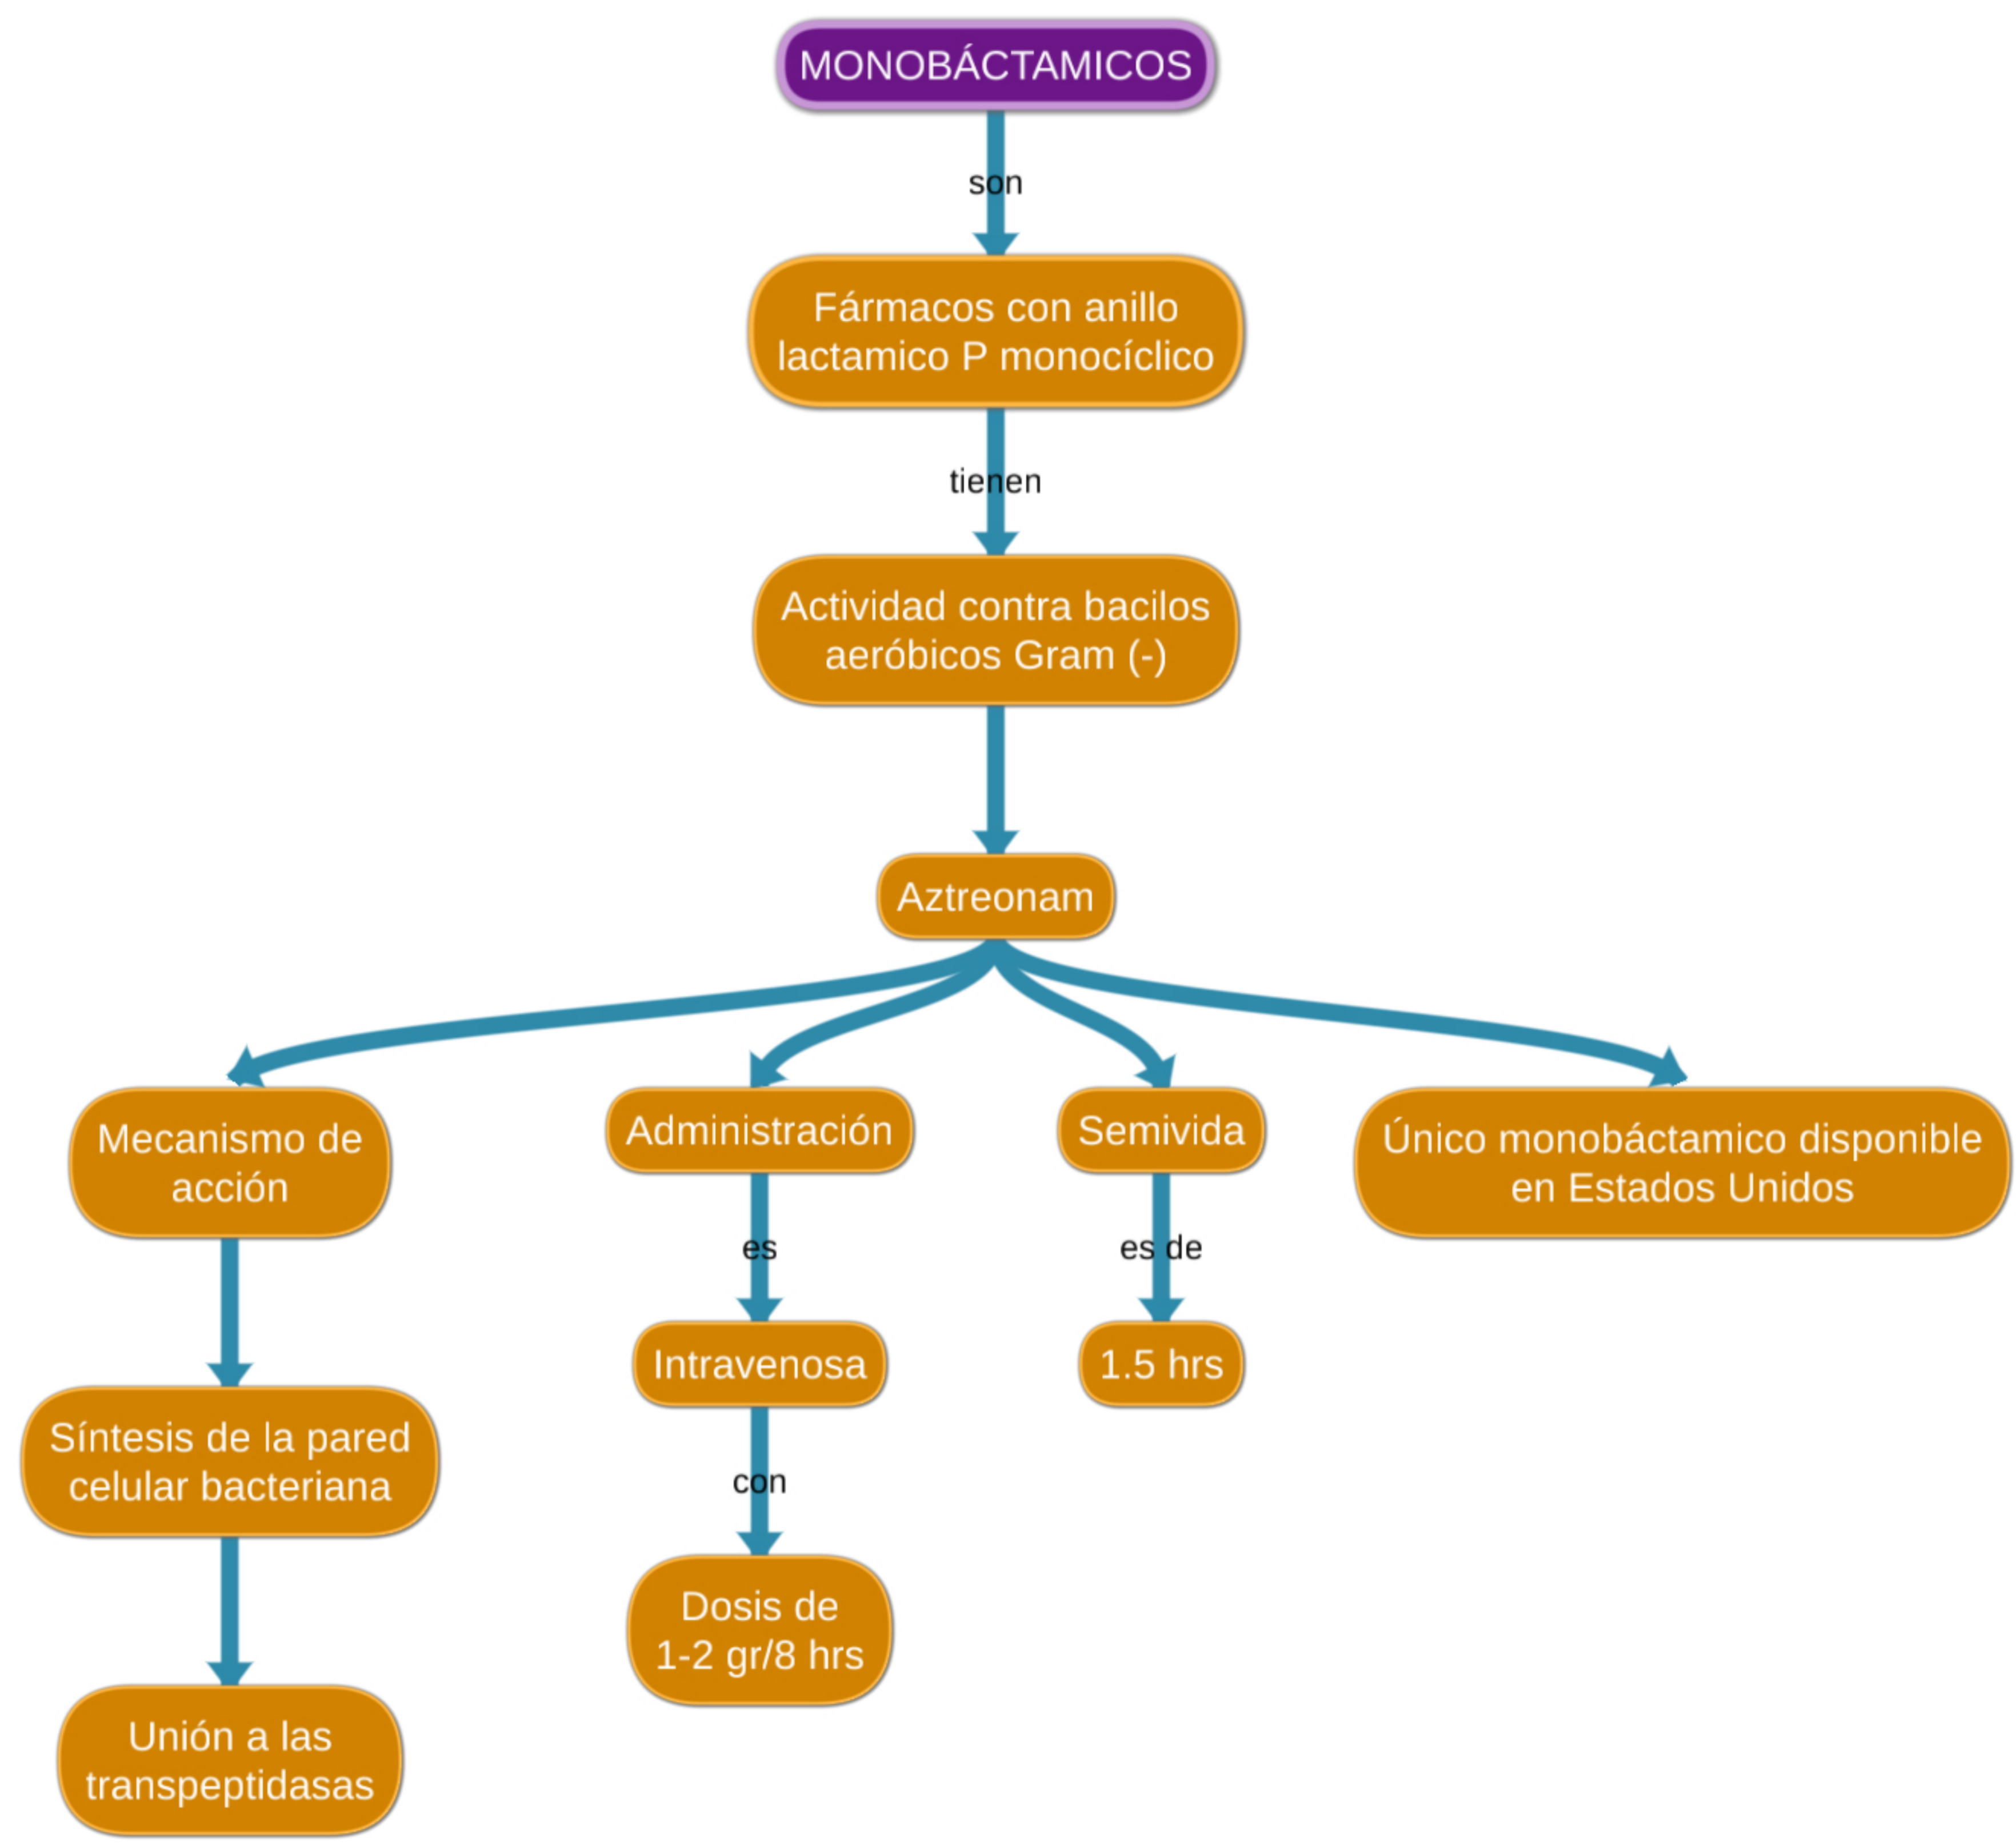 MONOBÁCTAMICOS
son
Fármacos con anillo
lactamico P monocíclico
tienen
Actividad contra bacilos
aeróbicos Gram (-)
Aztreonam
Mecanismo de
acción
Administración
Semivida
Único monobáctamico disponible
en Estados Unidos
es
es de
Intravenosa
1.5 hrs
Síntesis de la pared
celular bacteriana
con
Dosis de
1-2 gr/8 hrs
Unión a las
transpeptidasas